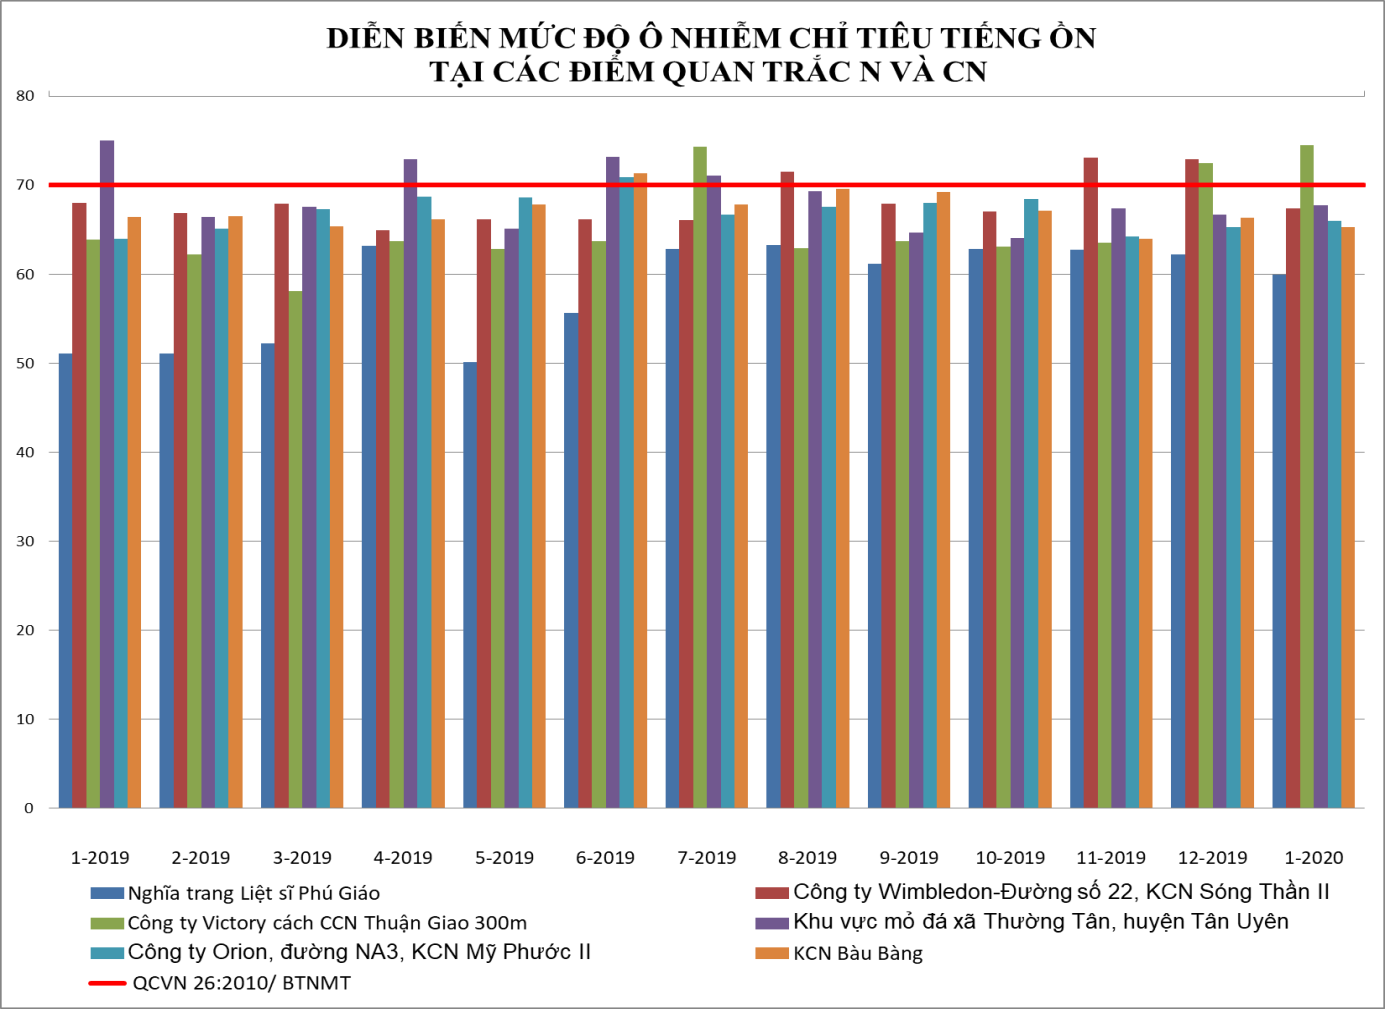 DIỄN BIẾN MỨC ĐỘ Ô NHIỄM CHỈ TIÊU TIẾNG ỒN
TẠI CÁC ĐIỂM QUAN TRẮC N VÀ CN
80
70
60
50
40
30
20
10
0
1-2019 2-2019 3-2019 4-2019 5-2019 6-2019 7-2019 8-2019 9-2019 10-2019 11-2019 12-2019 1-2020
Nghĩa trang Liệt sĩ Phú Giáo
Công ty Wimbledon-Đường số 22, KCN Sóng Thần II
Công ty Victory cách CCN Thuận Giao 300m
Khu vực mỏ đá xã Thường Tân, huyện Tân Uyên
Công ty Orion, đường NA3, KCN Mỹ Phước II
KCN Bàu Bàng
QCVN 26:2010/ BTNMT